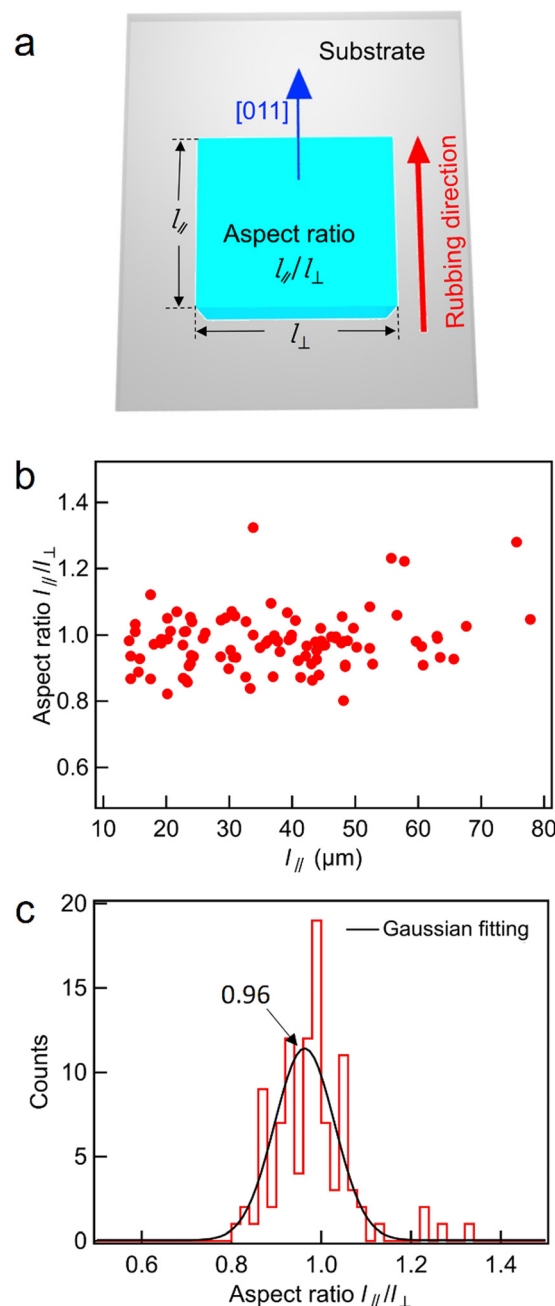 a
Substrate
[011]
Rubbing direction
l∥
Aspect ratio
l∥/l⊥
l⊥
b
Aspect ratio l∥/l⊥
1.4
1.2
1.0
0.8
0.6
10 20 30 40 50 60 70 80
l∥ (µm)
c
Counts
20
15
10
5
0
Gaussian fitting
0.96
0.6 0.8 1.0 1.2 1.4
Aspect ratio l∥/l⊥